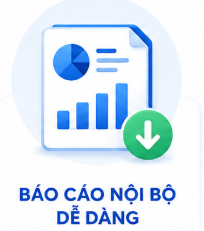 BÁO CÁO NỘI BỘ
DỄ DÀNG